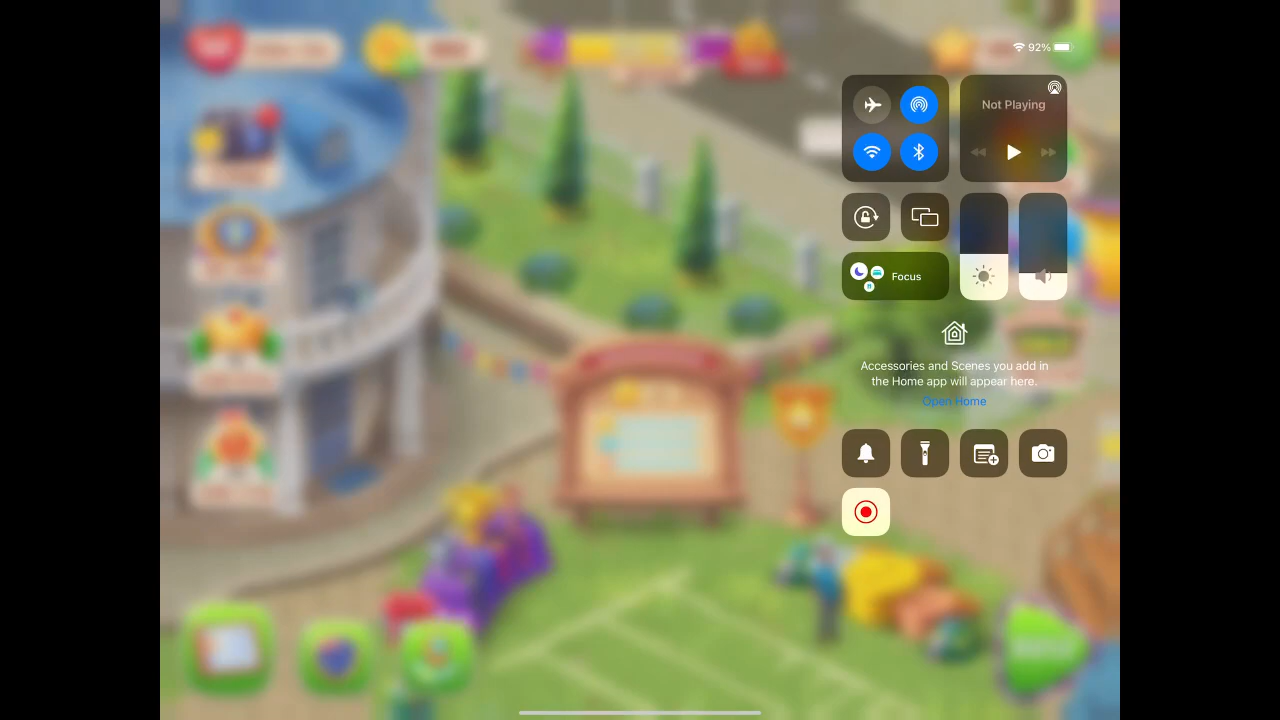 92%
Not Playing
Focus
Accessories and Scenes you add in
the Home app will appear here.
Open Home